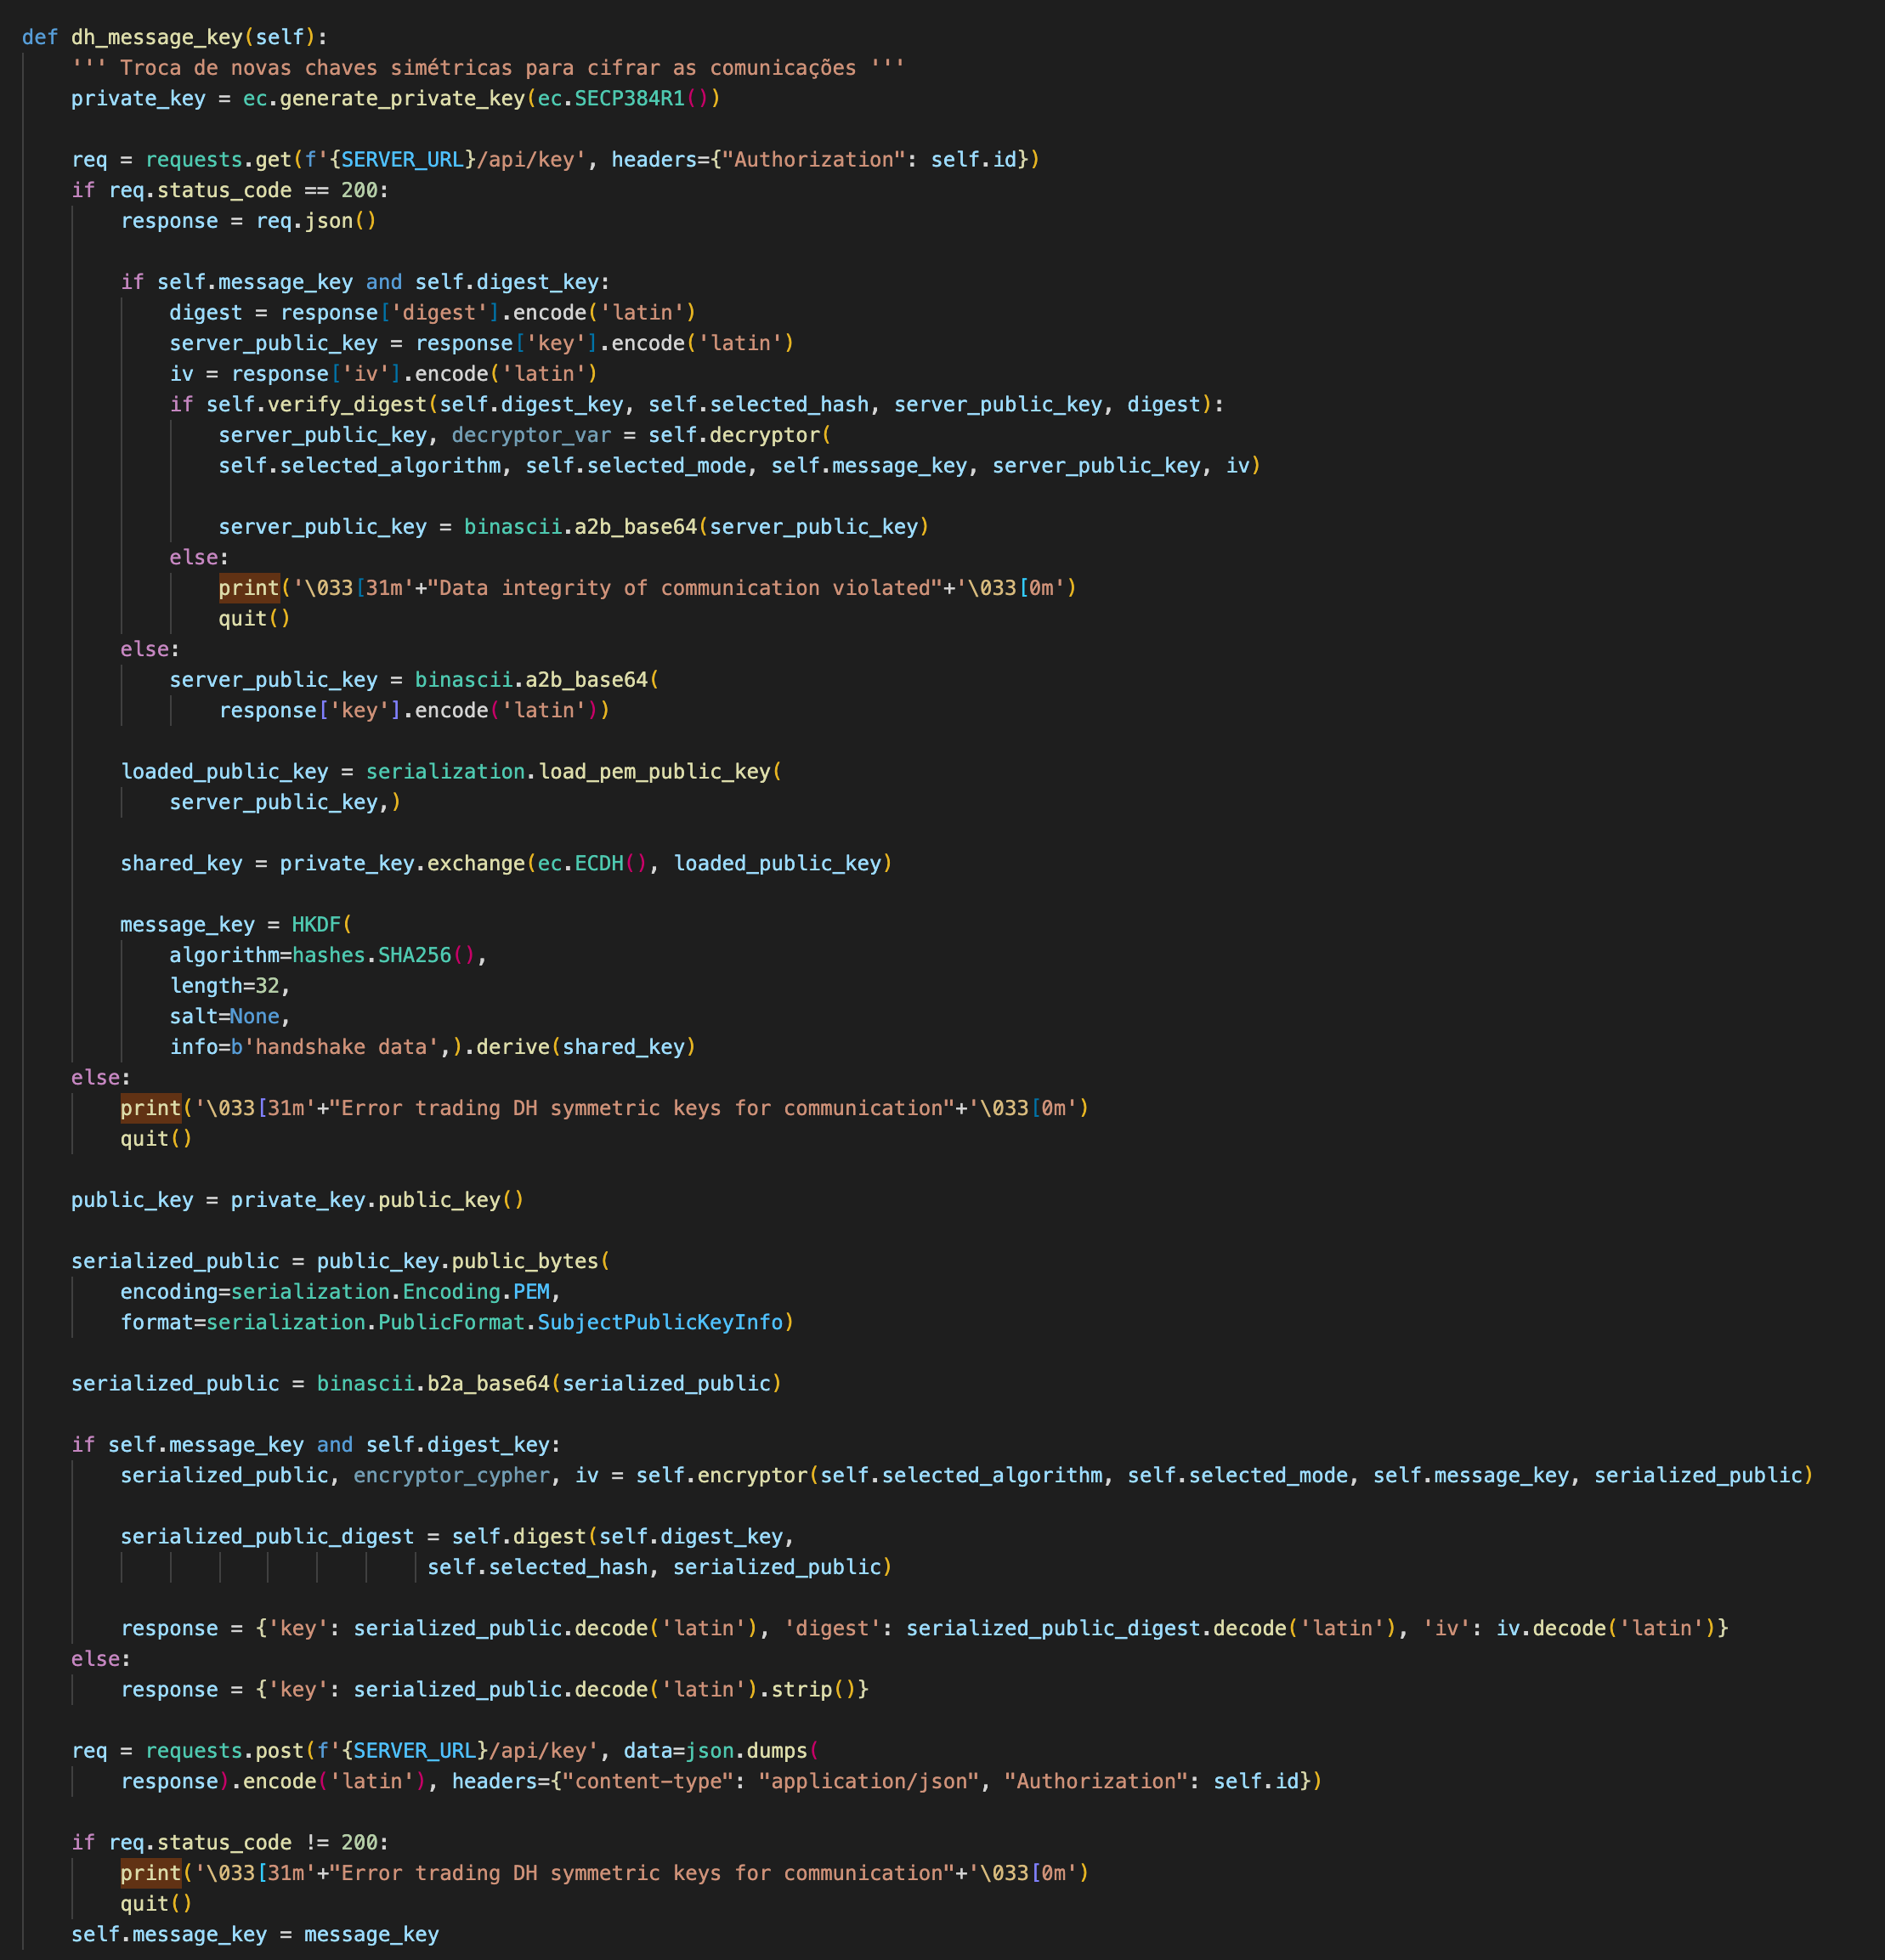 def dh_message_key(self):
    ''' Troca de novas chaves simétricas para cifrar as comunicações '''
    private_key = ec.generate_private_key(ec.SECP384R1())

    req = requests.get(f'{SERVER_URL}/api/key', headers={"Authorization": self.id})
    if req.status_code == 200:
        response = req.json()

        if self.message_key and self.digest_key:
            digest = response['digest'].encode('latin')
            server_public_key = response['key'].encode('latin')
            iv = response['iv'].encode('latin')
            if self.verify_digest(self.digest_key, self.selected_hash, server_public_key, digest):
                server_public_key, decryptor_var = self.decryptor(
                self.selected_algorithm, self.selected_mode, self.message_key, server_public_key, iv)

                server_public_key = binascii.a2b_base64(server_public_key)
            else:
                print('\033[31m'+"Data integrity of communication violated"+'\033[0m')
                quit()
        else:
            server_public_key = binascii.a2b_base64(
                response['key'].encode('latin'))

        loaded_public_key = serialization.load_pem_public_key(
            server_public_key,)

        shared_key = private_key.exchange(ec.ECDH(), loaded_public_key)

        message_key = HKDF(
            algorithm=hashes.SHA256(),
            length=32,
            salt=None,
            info=b'handshake data',).derive(shared_key)
    else:
        print('\033[31m'+"Error trading DH symmetric keys for communication"+'\033[0m')
        quit()

    public_key = private_key.public_key()

    serialized_public = public_key.public_bytes(
        encoding=serialization.Encoding.PEM,
        format=serialization.PublicFormat.SubjectPublicKeyInfo)

    serialized_public = binascii.b2a_base64(serialized_public)

    if self.message_key and self.digest_key:
        serialized_public, encryptor_cypher, iv = self.encryptor(self.selected_algorithm, self.selected_mode, self.message_key, serialized_public)

        serialized_public_digest = self.digest(self.digest_key,
                                 self.selected_hash, serialized_public)

        response = {'key': serialized_public.decode('latin'), 'digest': serialized_public_digest.decode('latin'), 'iv': iv.decode('latin')}
    else:
        response = {'key': serialized_public.decode('latin').strip()}

    req = requests.post(f'{SERVER_URL}/api/key', data=json.dumps(
        response).encode('latin'), headers={"content-type": "application/json", "Authorization": self.id})

    if req.status_code != 200:
        print('\033[31m'+"Error trading DH symmetric keys for communication"+'\033[0m')
        quit()
    self.message_key = message_key